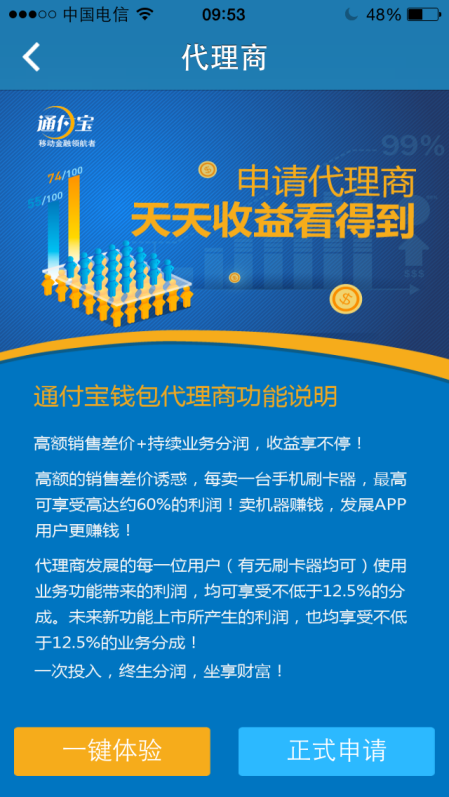 中国电信 09:53 48%
代理商
通付宝
移动金融领航者
74/100
55/100
99%
申请代理商
天天收益看得到
$$$
通付宝钱包代理商功能说明
高额销售差价+持续业务分润，收益享不停！
高额的销售差价诱惑，每卖一台手机刷卡器，最高
可享受高达约60%的利润！卖机器赚钱，发展APP
用户更赚钱！
代理商发展的每一位用户（有无刷卡器均可）使用
业务功能带来的利润，均可享受不低于12.5%的分
成。未来新功能上市所产生的利润，也均享受不低
于12.5%的业务分成！
一次投入，终生分润，坐享财富！
一键体验
正式申请